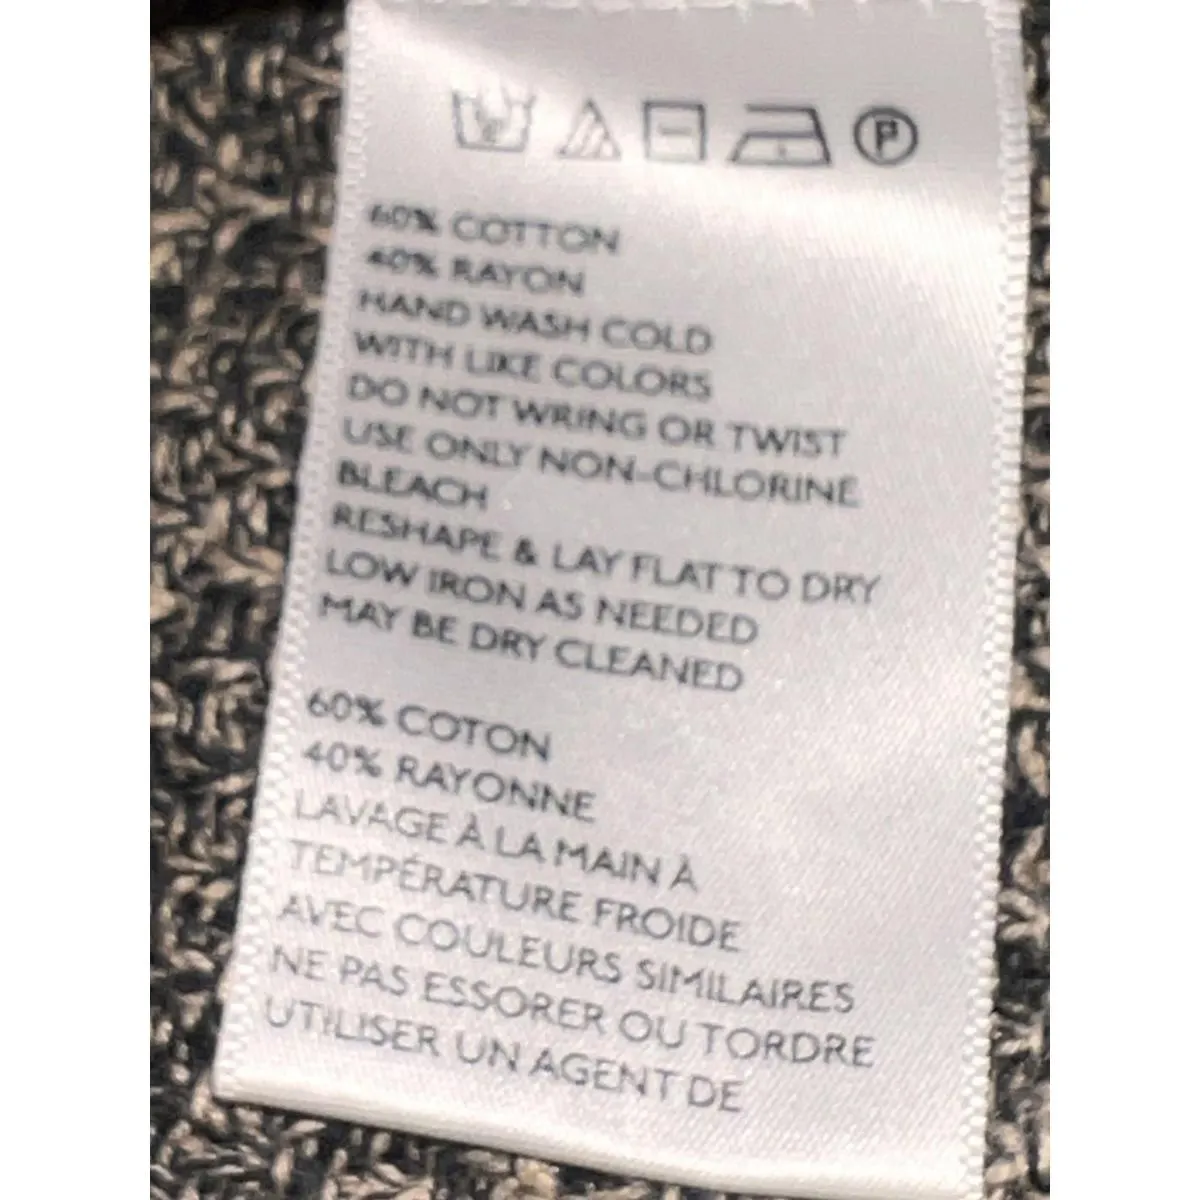 P
60% COTTON
40% RAYON
HAND WASH COLD
WITH LIKE COLORS
DO NOT WRING OR TWIST
USE ONLY NON-CHLORINE
BLEACH
RESHAPE & LAY FLAT TO DRY
LOW IRON AS NEEDED
MAY BE DRY CLEANED
60% COTON
40% RAYONNE
LAVAGE À LA MAIN À
TEMPÉRATURE FROIDE
AVEC COULEURS SIMILAIRES
NE PAS ESSORER OU TORDRE
UTILISER UN AGENT DE